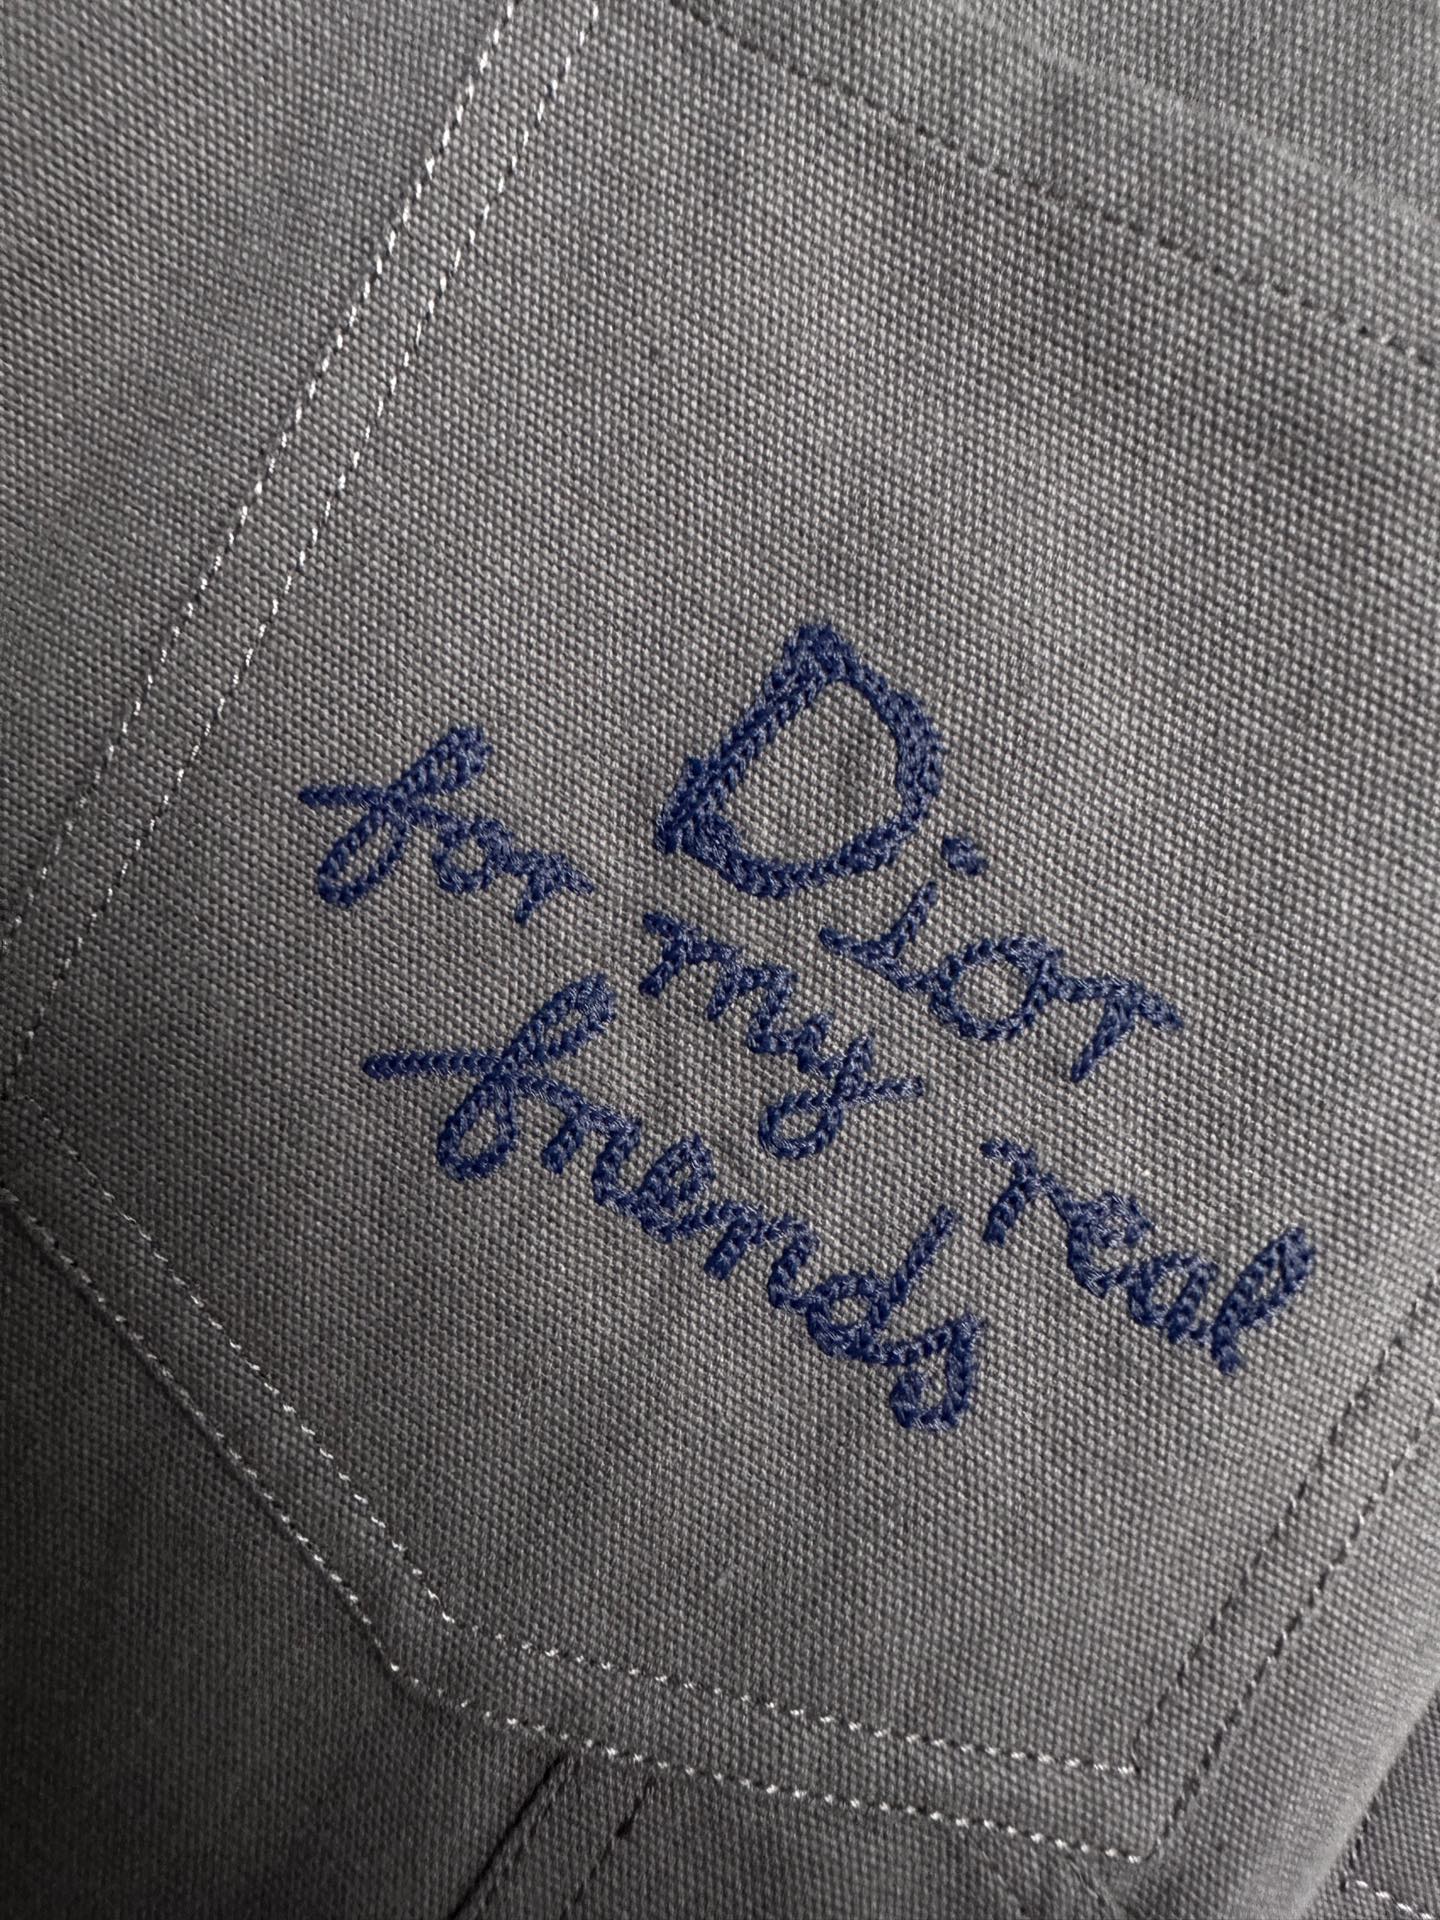 Dior
for my real
friends